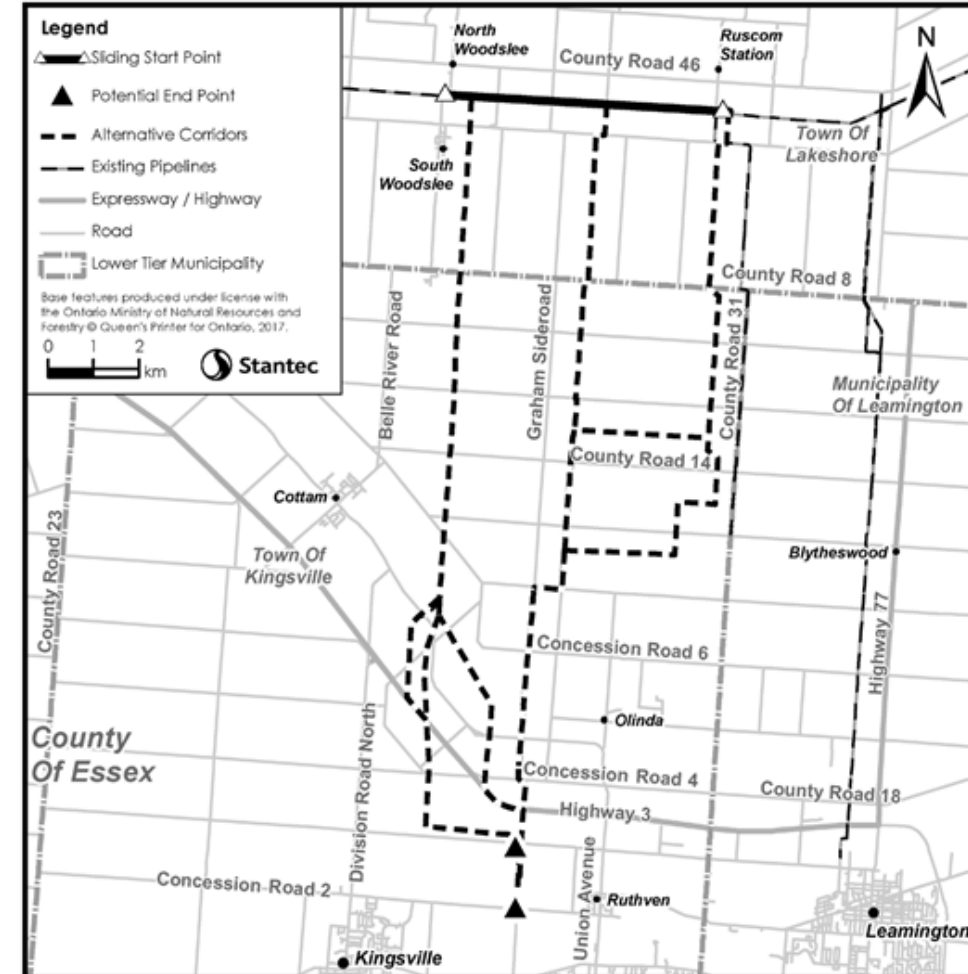 Legend
Sliding Start Point
Potential End Point
Alternative Corridors
Existing Pipelines
Expressway / Highway
Road
Lower Tier Municipality
Base features produced under license with
the Ontario Ministry of Natural Resources and
Forestry © Queen's Printer for Ontario, 2017.
0 1 2
km
Stantec
North
Woodslee
County Road 46
Ruscom
Station
N
Town Of
Lakeshore
South
Woodslee
County Road 8
Belle River Road
Graham Sideroad
County Road 31
Municipality
Of Leamington
County Road 14
Cottam
County Road 23
Town Of
Kingsville
Blytheswood
Concession Road 6
Highway 77
Olinda
County
Of Essex
Division Road North
Concession Road 4
County Road 18
Highway 3
Concession Road 2
Union Avenue
Ruthven
Leamington
Kingsville